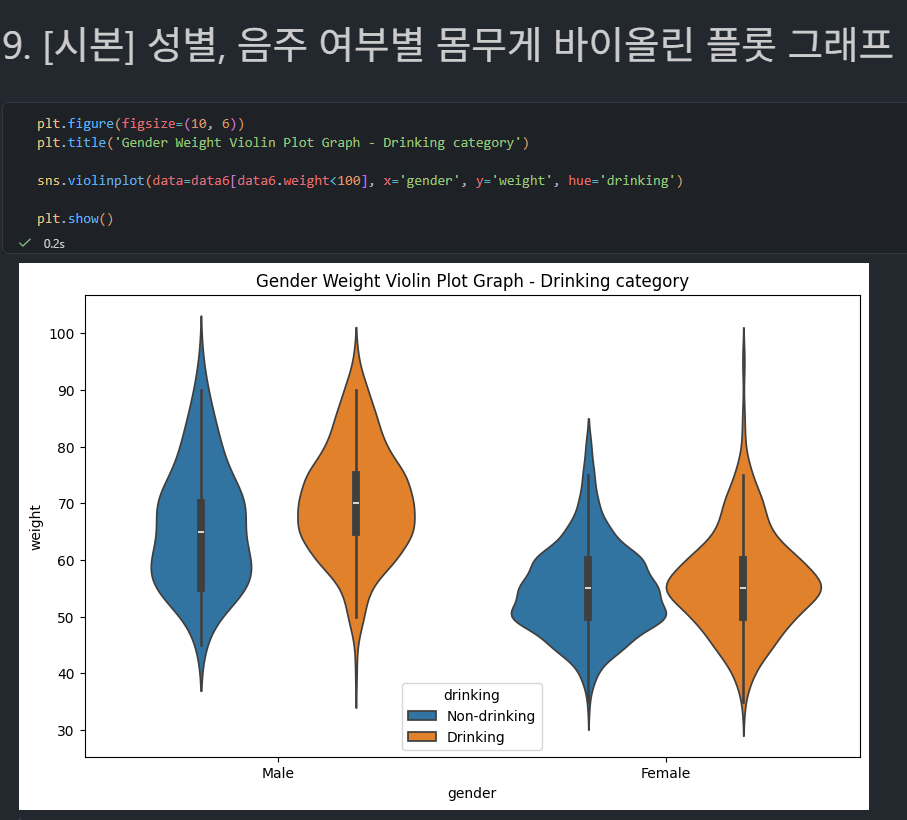 9. [시본] 성별, 음주 여부별 몸무게 바이올린 플롯 그래프
plt.figure(figsize=(10, 6))
plt.title('Gender Weight Violin Plot Graph - Drinking category')
sns.violinplot(data=data6[data6.weight<100], x='gender', y='weight', hue='drinking')
plt.show()
0.2s
Gender Weight Violin Plot Graph - Drinking category
100
90
80
70
60
50
40
30
weight
drinking
Non-drinking
Drinking
Male
Female
gender